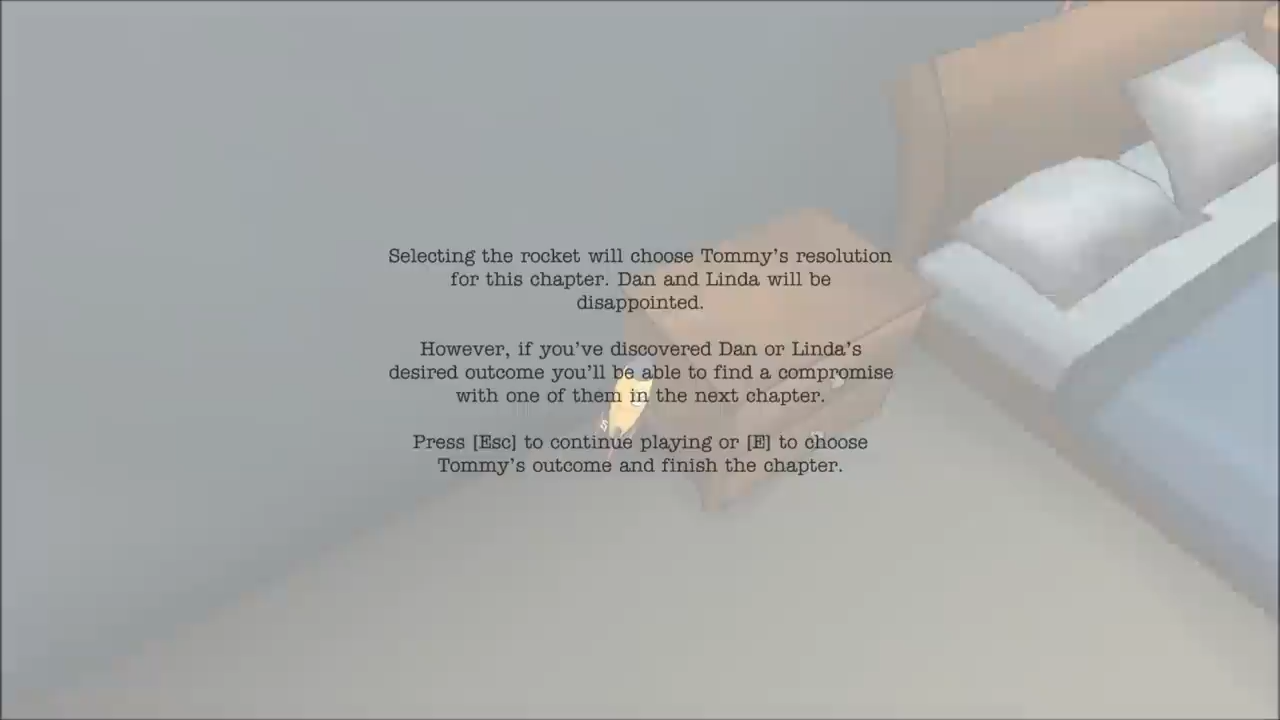 Selecting the rocket will choose Tommy's resolution
for this chapter. Dan and Linda will be
disappointed.
However, if you've discovered Dan or Linda's
desired outcome you'll be able to find a compromise
with one of them in the next chapter.
Press [Esc] to continue playing or [E] to choose
Tommy's outcome and finish the chapter.